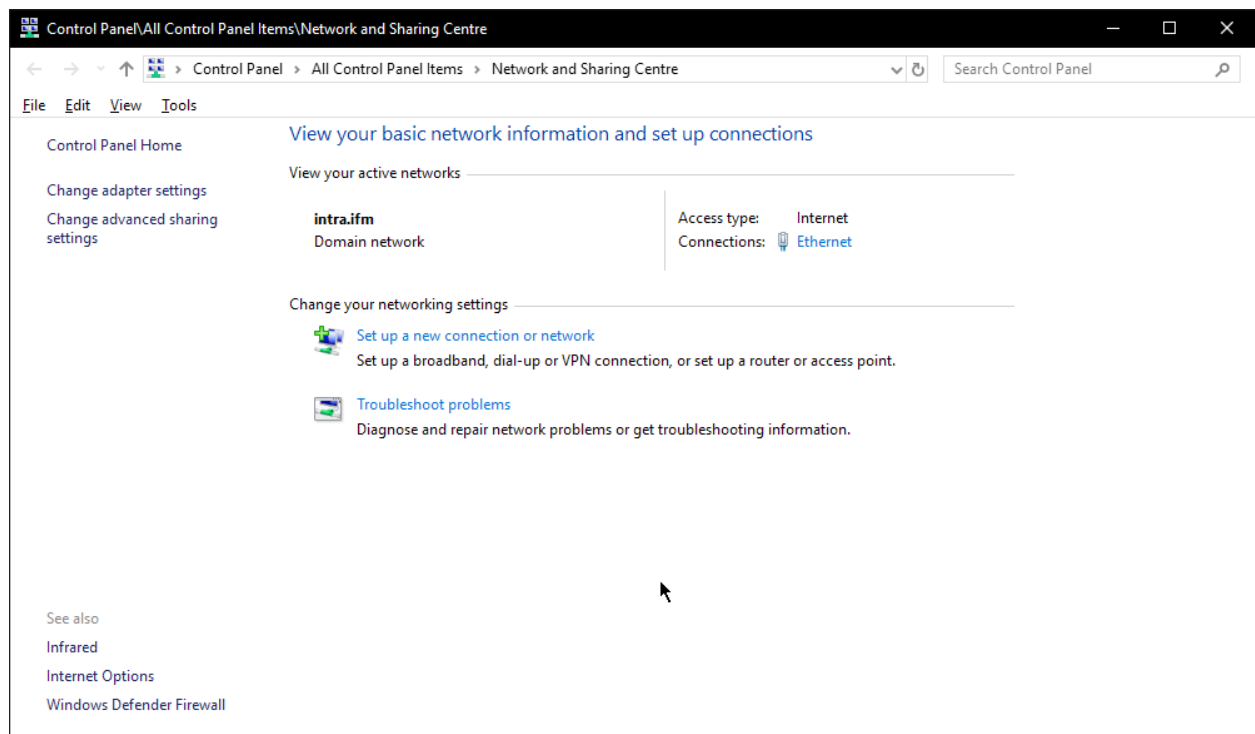 Control Panel\All Control Panel Items\Network and Sharing Centre
Control Panel > All Control Panel Items > Network and Sharing Centre
Search Control Panel
File Edit View Tools
Control Panel Home
Change adapter settings
Change advanced sharing
settings
View your basic network information and set up connections
View your active networks
intra.ifm
Domain network
Access type: Internet
Connections: Ethernet
Change your networking settings
Set up a new connection or network
Set up a broadband, dial-up or VPN connection, or set up a router or access point.
Troubleshoot problems
Diagnose and repair network problems or get troubleshooting information.
See also
Infrared
Internet Options
Windows Defender Firewall